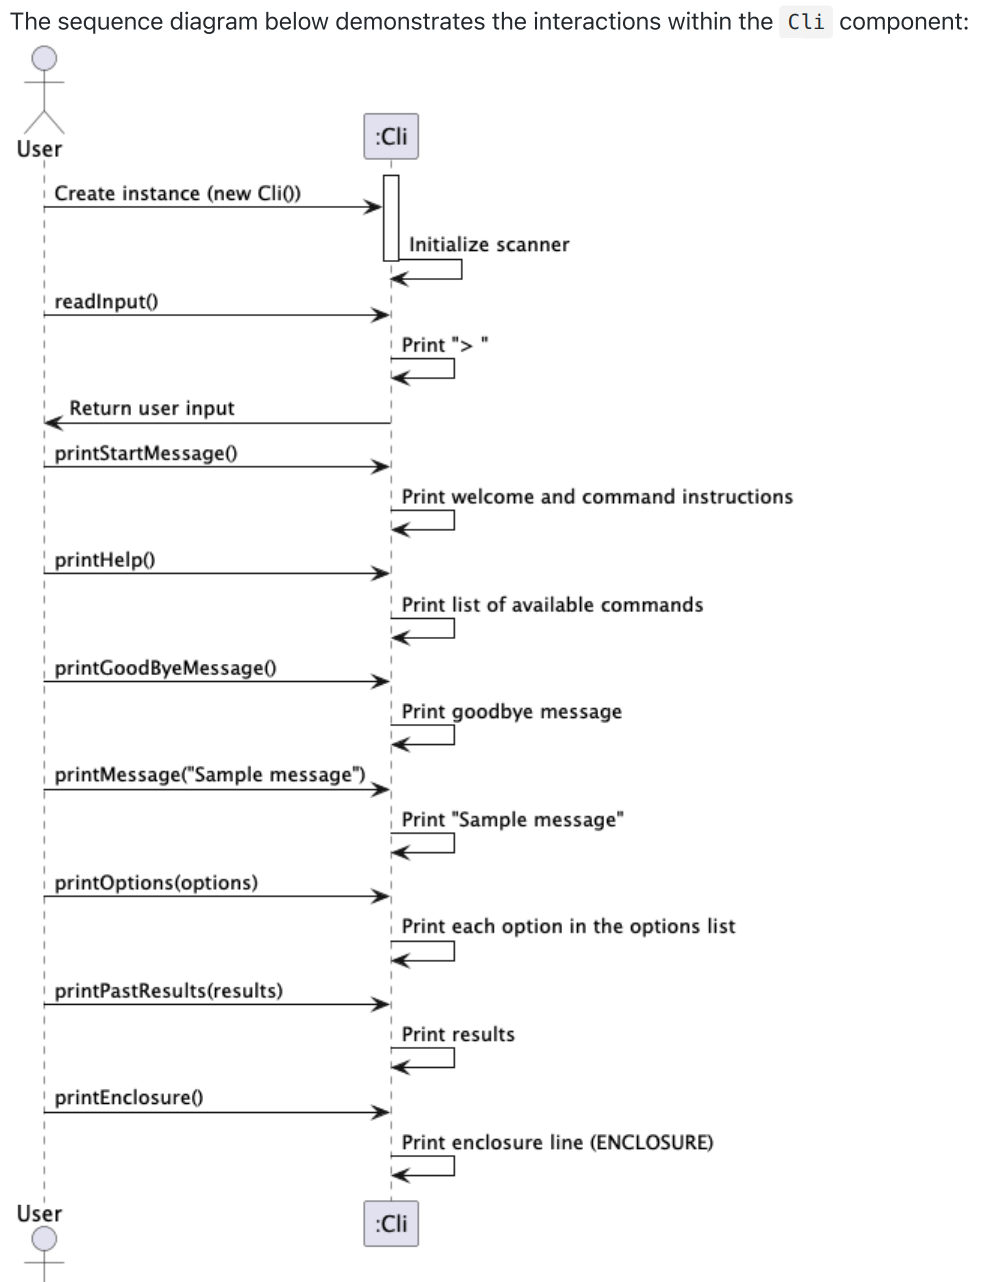 The sequence diagram below demonstrates the interactions within the Cli component:
User
:Cli
Create instance (new Cli())
Initialize scanner
readInput()
Print "> "
Return user input
printStartMessage()
Print welcome and command instructions
printHelp()
Print list of available commands
printGoodByeMessage()
Print goodbye message
printMessage("Sample message")
Print "Sample message"
printOptions(options)
Print each option in the options list
printPastResults(results)
Print results
printEnclosure()
Print enclosure line (ENCLOSURE)
User
:Cli